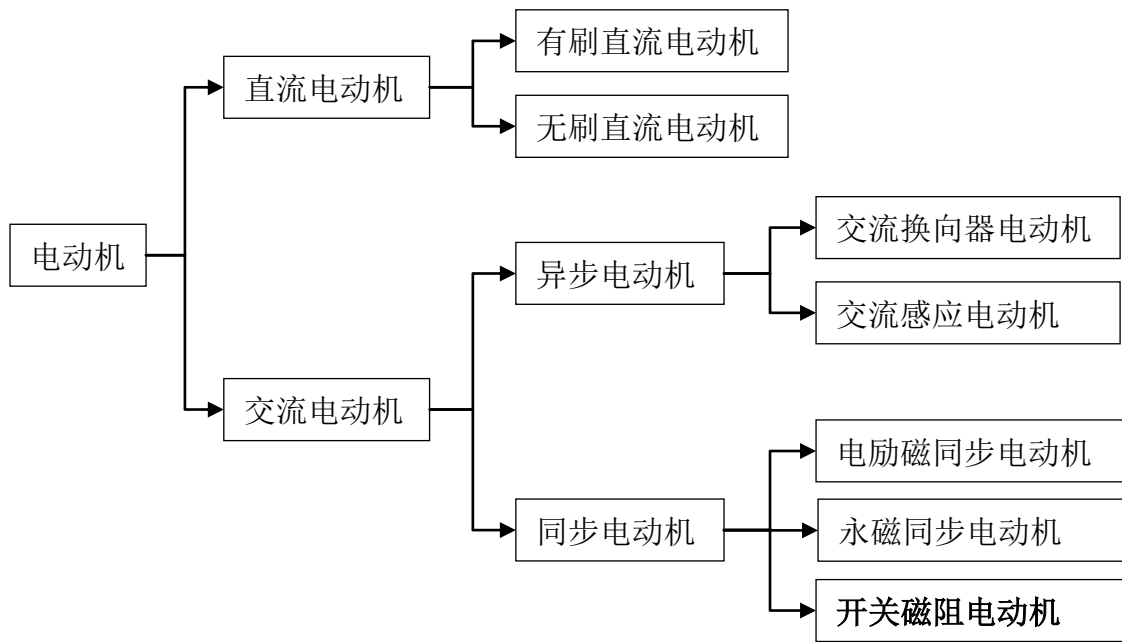 电动机
直流电动机
有刷直流电动机
无刷直流电动机
交流电动机
异步电动机
交流换向器电动机
交流感应电动机
同步电动机
电励磁同步电动机
永磁同步电动机
开关磁阻电动机